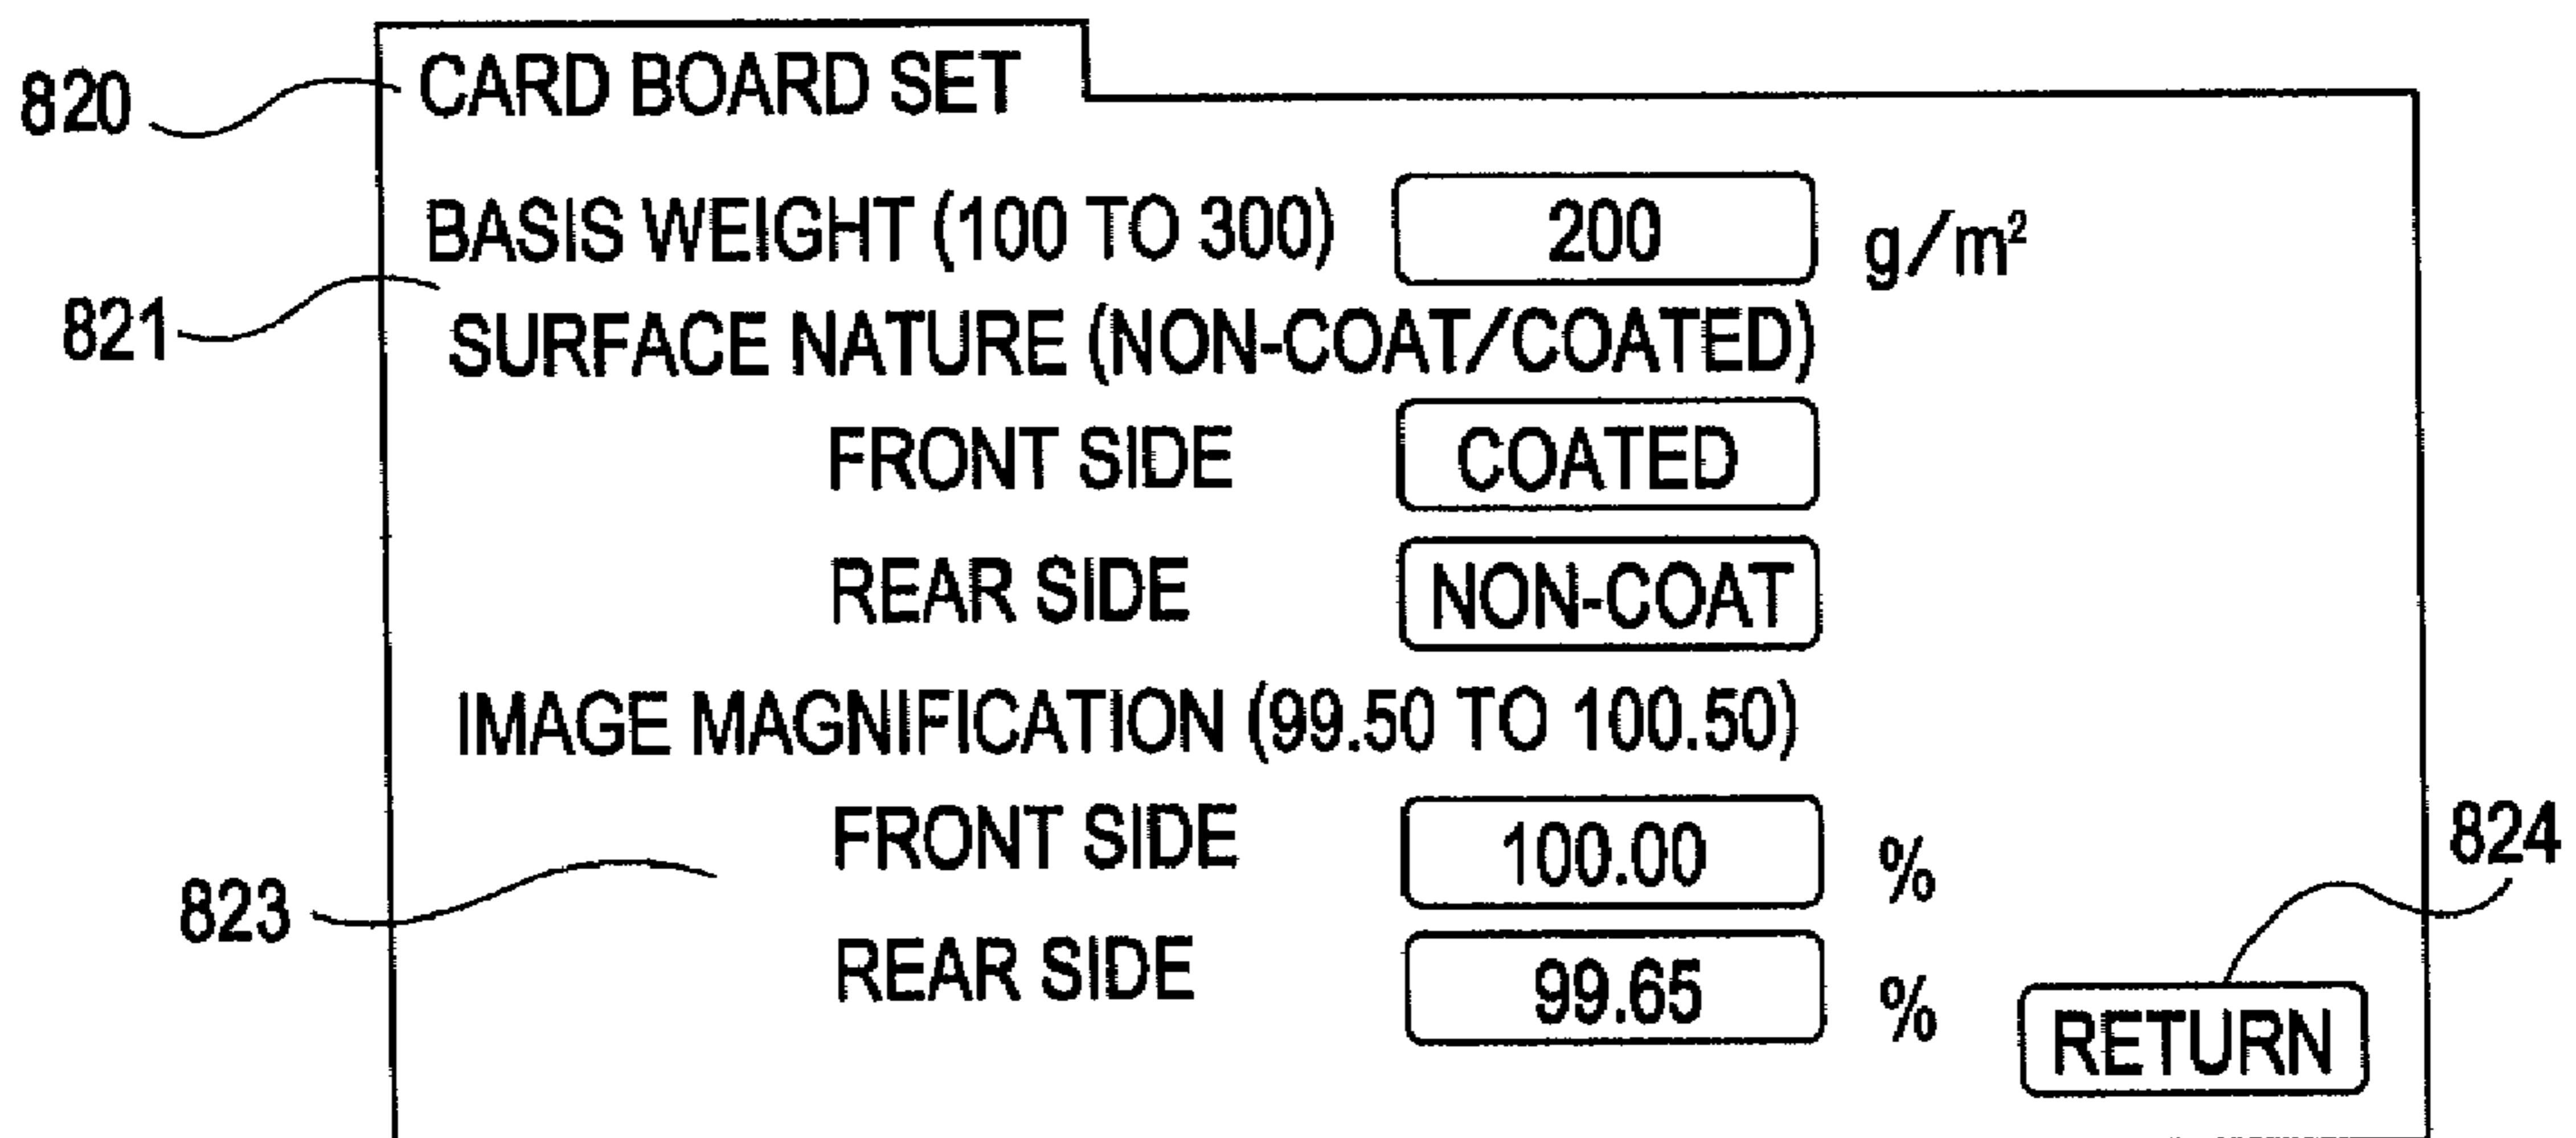 820 CARD BOARD SET
BASIS WEIGHT (100 TO 300) 200 g/m²
821 SURFACE NATURE (NON-COAT/COATED)
FRONT SIDE COATED
REAR SIDE NON-COAT
IMAGE MAGNIFICATION (99.50 TO 100.50)
FRONT SIDE 100.00 % 824
823
REAR SIDE 99.65 %
RETURN